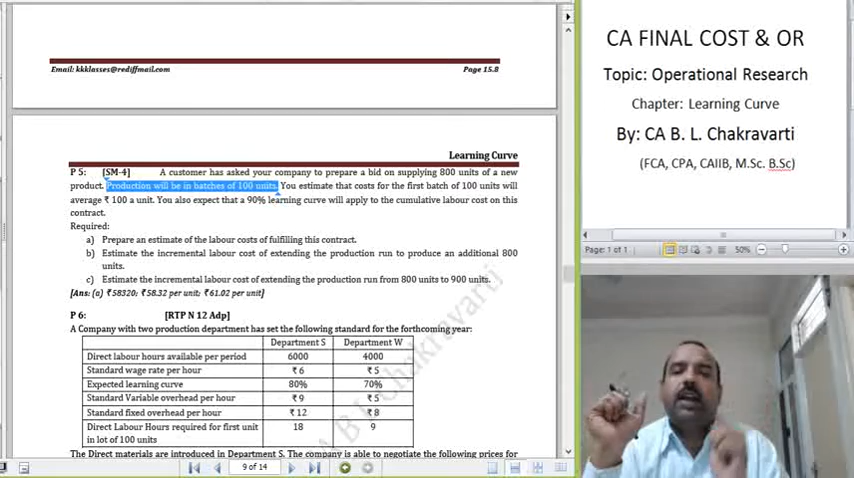 Email: kkklasses@rediffmail.com Page 15.8
Learning Curve
P 5: [SM-4] A customer has asked your company to prepare a bid on supplying 800 units of a new
product. Production will be in batches of 100 units. You estimate that costs for the first batch of 100 units will
average ₹ 100 a unit. You also expect that a 90% learning curve will apply to the cumulative labour cost on this
contract.
Required:
a) Prepare an estimate of the labour costs of fulfilling this contract.
b) Estimate the incremental labour cost of extending the production run to produce an additional 800
units.
c) Estimate the incremental labour cost of extending the production run from 800 units to 900 units.
[Ans: (a) ₹58320; ₹58.32 per unit; ₹61.02 per unit]
P 6: [RTP N 12 Adp]
A Company with two production department has set the following standard for the forthcoming year:
Department S Department W
Direct labour hours available per period 6000 4000
Standard wage rate per hour ₹ 6 ₹ 5
Expected learning curve 80% 70%
Standard Variable overhead per hour ₹ 9 ₹ 5
Standard fixed overhead per hour ₹ 12 ₹ 8
Direct Labour Hours required for first unit 18 9
in lot of 100 units
The Direct materials are introduced in Department S. The company is able to negotiate the following prices for
A B L Chakravarti
9 of 14
CA FINAL COST & OR
Topic: Operational Research
Chapter: Learning Curve
By: CA B. L. Chakravarti
(FCA, CPA, CAIIB, M.Sc. B.Sc)
Page: 1 of 1
50%